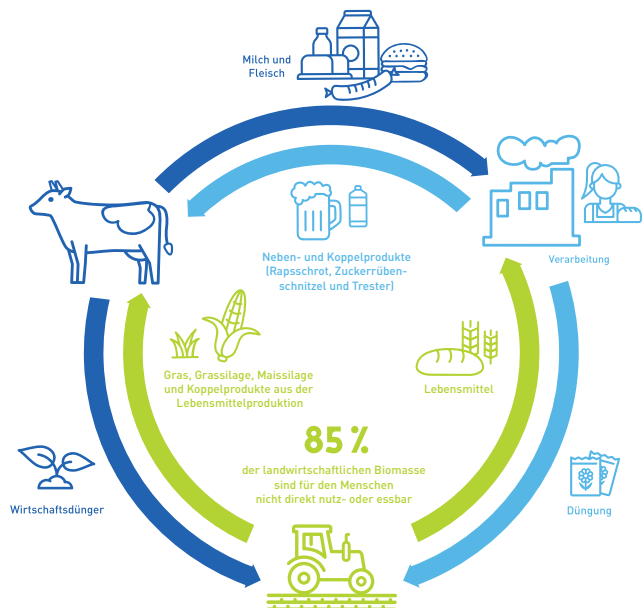 Milch und
Fleisch
Neben- und Koppelprodukte
(Rapsschrot, Zuckerrüben-
schnitzel und Trester)
Verarbeitung
Gras, Grassilage, Maissilage
und Koppelprodukte aus der
Lebensmittelproduktion
Lebensmittel
85 %
der landwirtschaftlichen Biomasse
sind für den Menschen
nicht direkt nutz- oder essbar
Wirtschaftsdünger
Düngung